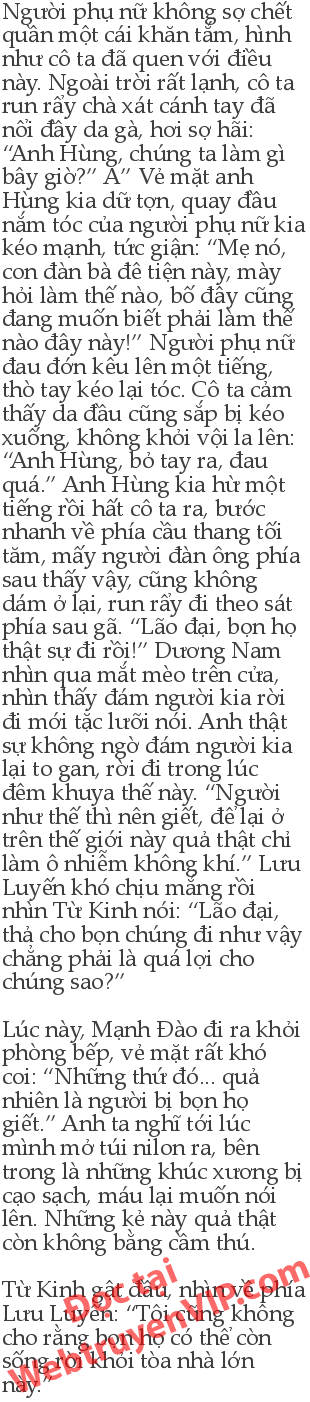 Người phụ nữ không sợ chết
quần một cái khăn tắm, hình
như cô ta đã quen với điều
này. Ngoài trời rất lạnh, cô ta
run rẩy chà xát cánh tay đã
nổi đầy da gà, hơi sợ hãi:
“Anh Hùng, chúng ta làm gì
bây giờ?” A” Vẻ mặt anh
Hùng kia dữ tợn, quay đầu
nắm tóc của người phụ nữ kia
kéo mạnh, tức giận: “Mẹ nó,
con đàn bà đê tiện này, mày
hỏi làm thế nào, bố đây cũng
đang muốn biết phải làm thế
nào đây này!” Người phụ nữ
đau đớn kêu lên một tiếng,
thò tay kéo lại tóc. Cô ta cảm
thấy da đầu cũng sắp bị kéo
xuống, không khỏi vội la lên:
“Anh Hùng, bỏ tay ra, đau
quá.” Anh Hùng kia hừ một
tiếng rồi hất cô ta ra, bước
nhanh về phía cầu thang tối
tăm, mấy người đàn ông phía
sau thấy vậy, cũng không
dám ở lại, run rẩy đi theo sát
phía sau gã. “Lão đại, bọn họ
thật sự đi rồi!” Dương Nam
nhìn qua mắt mèo trên cửa,
nhìn thấy đám người kia rời
đi mới tặc lưỡi nói. Anh thật
sự không ngờ đám người kia
lại to gan, rời đi trong lúc
đêm khuya thế này. “Người
như thế thì nên giết, để lại ở
trên thế giới này quả thật chỉ
làm ô nhiễm không khí.” Lưu
Luyến khó chịu mắng rồi
nhìn Từ Kinh nói: “Lão đại,
thả cho bọn chúng đi như vậy
chẳng phải là quá lợi cho
chúng sao?”

Lúc này, Mạnh Đào đi ra khỏi
phòng bếp, vẻ mặt rất khó
coi: “Những thứ đó... quả
nhiên là người bị bọn họ
giết.” Anh ta nghĩ tới lúc
mình mở túi nilon ra, bên
trong là những khúc xương bị
cạo sạch, máu lại muốn nói
lên. Những kẻ này quả thật
còn không bằng cầm thú.

Từ Kinh gật đầu, nhìn về phía
Lưu Luyến: “Tôi cũng không
cho rằng bọn họ có thể còn
sống rời khỏi tòa nhà lớn
này.”
Đọc tại
WebtruyenVip.com